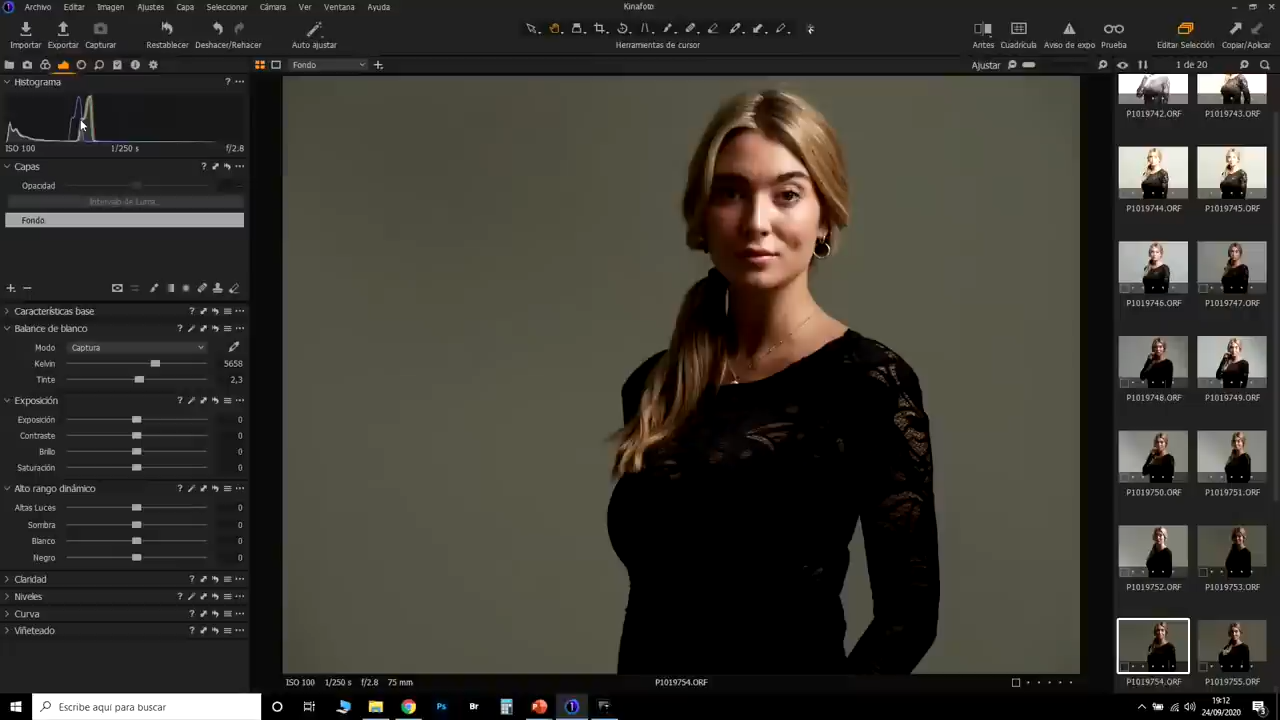 Kinafoto
Archivo Editar Imagen Ajustes Capa Seleccionar Cámara Ver Ventana Ayuda
Importar Exportar Capturar Restablecer Deshacer/Rehacer Auto ajustar Herramientas de cursor Antes Cuadrícula Aviso de expo Prueba Editar Selección Copiar/Aplicar
Fondo Ajustar 1 de 20
Histograma
ISO 100 1/250 s f/2.8
Capas
Opacidad
Intervalo de Luma...
Fondo
Características base
Balance de blanco
Modo Captura
Kelvin 5658
Tinte 2,3
Exposición
Exposición 0
Contraste 0
Brillo 0
Saturación 0
Alto rango dinámico
Altas Luces 0
Sombra 0
Blanco 0
Negro 0
Claridad
Niveles
Curva
Viñeteado
ISO 100 1/250 s f/2.8 75 mm P1019754.ORF
P1019742.ORF P1019743.ORF
P1019744.ORF P1019745.ORF
P1019746.ORF P1019747.ORF
P1019748.ORF P1019749.ORF
P1019750.ORF P1019751.ORF
P1019752.ORF P1019753.ORF
P1019754.ORF P1019755.ORF
Escribe aquí para buscar
Ps Br
19:12
24/09/2020
3